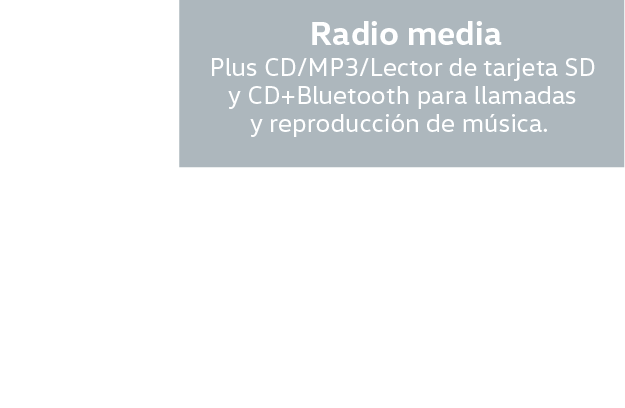 Radio media
Plus CD/MP3/Lector de tarjeta SD
y CD+Bluetooth para llamadas
y reproducción de música.